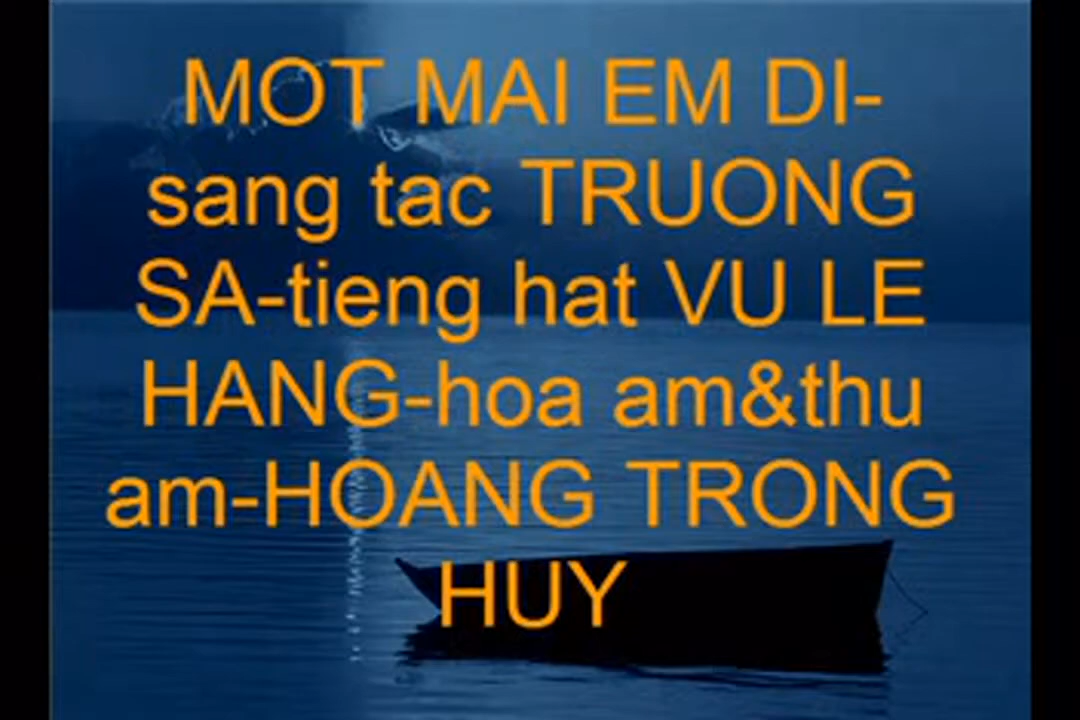 MOT MAI EM DI-
sang tac TRUONG
SA-tieng hat VU LE
HANG-hoa am&thu
am-HOANG TRONG
HUY